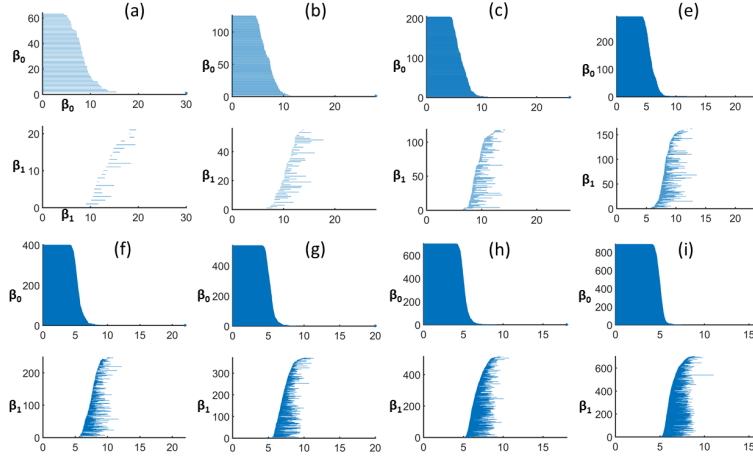 (a) (b) (c) (e)
60 40 20 0 β₀ 0 10 20 30 β₀
100 50 0 β₀ 0 10 20
200 100 0 β₀ 0 10 20
200 100 0 β₀ 0 5 10 15
20 10 0 β₁ 0 10 20 30 β₁
40 20 0 β₁ 0 10 20
150 100 50 0 β₁ 0 10 20
150 100 50 0 β₁ 0 5 10 15 20
(f) (g) (h) (i)
400 200 0 β₀ 0 5 10 15 20
400 200 0 β₀ 0 5 10 15 20
600 400 200 0 β₀ 0 5 10 15
800 600 400 200 0 β₀ 0 5 10 15
200 100 0 β₁ 0 5 10 15 20
300 200 100 0 β₁ 0 5 10 15 20
400 200 0 β₁ 0 5 10 15
600 400 200 0 β₁ 0 5 10 15